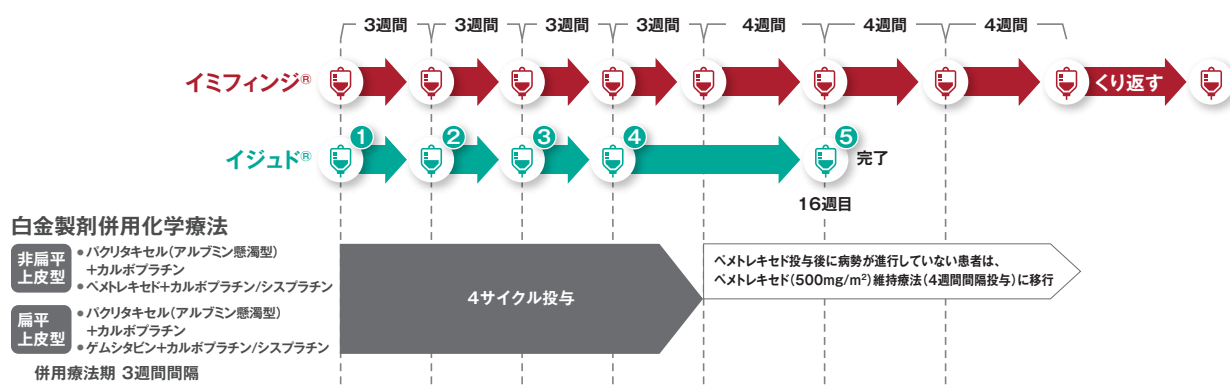 3週間 3週間 3週間 3週間 4週間 4週間 4週間
イミフィンジ® くり返す
イジュド® 1 2 3 4 5 完了
16週目
白金製剤併用化学療法
非扁平
上皮型
•パクリタキセル(アルブミン懸濁型)
+カルボプラチン
•ペメトレキセド+カルボプラチン/シスプラチン
扁平
上皮型
•パクリタキセル(アルブミン懸濁型)
+カルボプラチン
•ゲムシタビン+カルボプラチン/シスプラチン
併用療法期 3週間間隔
4サイクル投与
ペメトレキセド投与後に病勢が進行していない患者は、
ペメトレキセド(500mg/m²)維持療法(4週間間隔投与)に移行